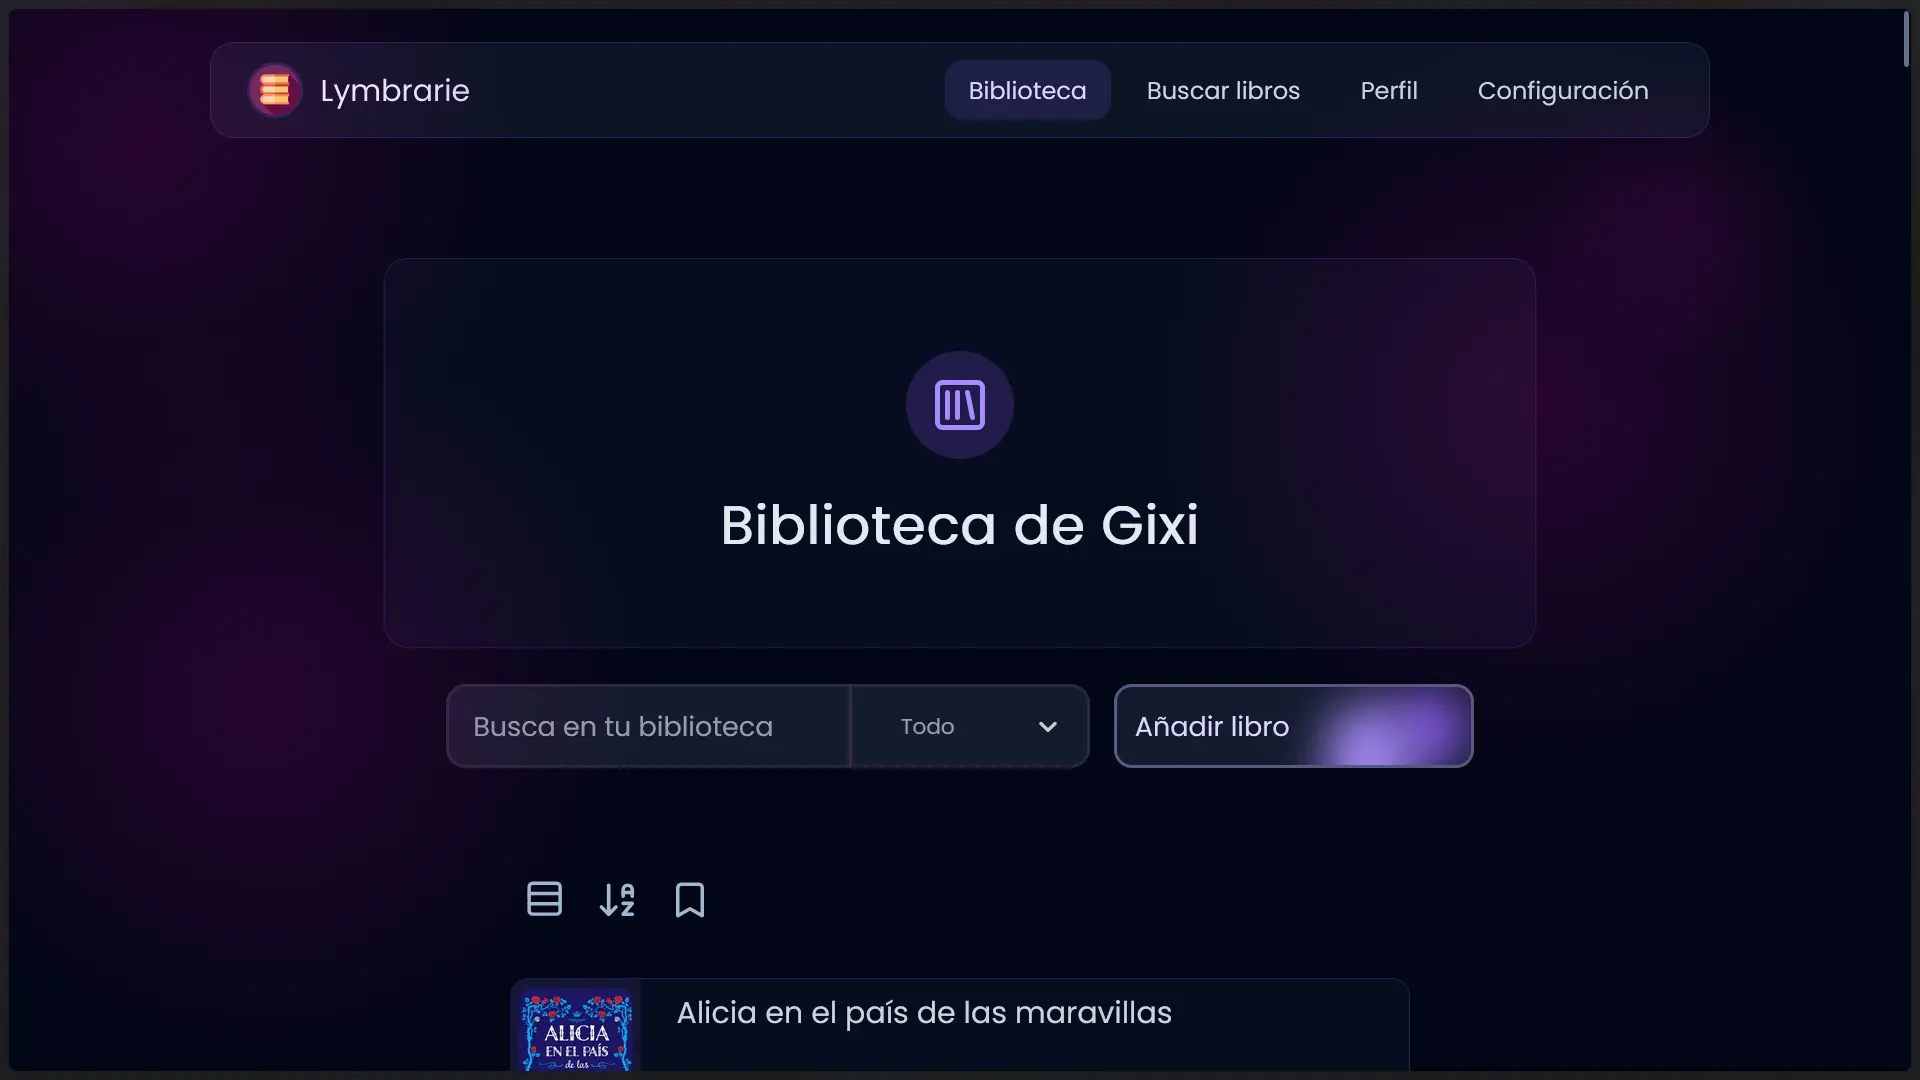 Lymbrarie
Biblioteca
Buscar libros
Perfil
Configuración
Biblioteca de Gixi
Busca en tu biblioteca
Todo
Añadir libro
Alicia en el país de las maravillas
ALICIA
EN EL PAÍS
de las